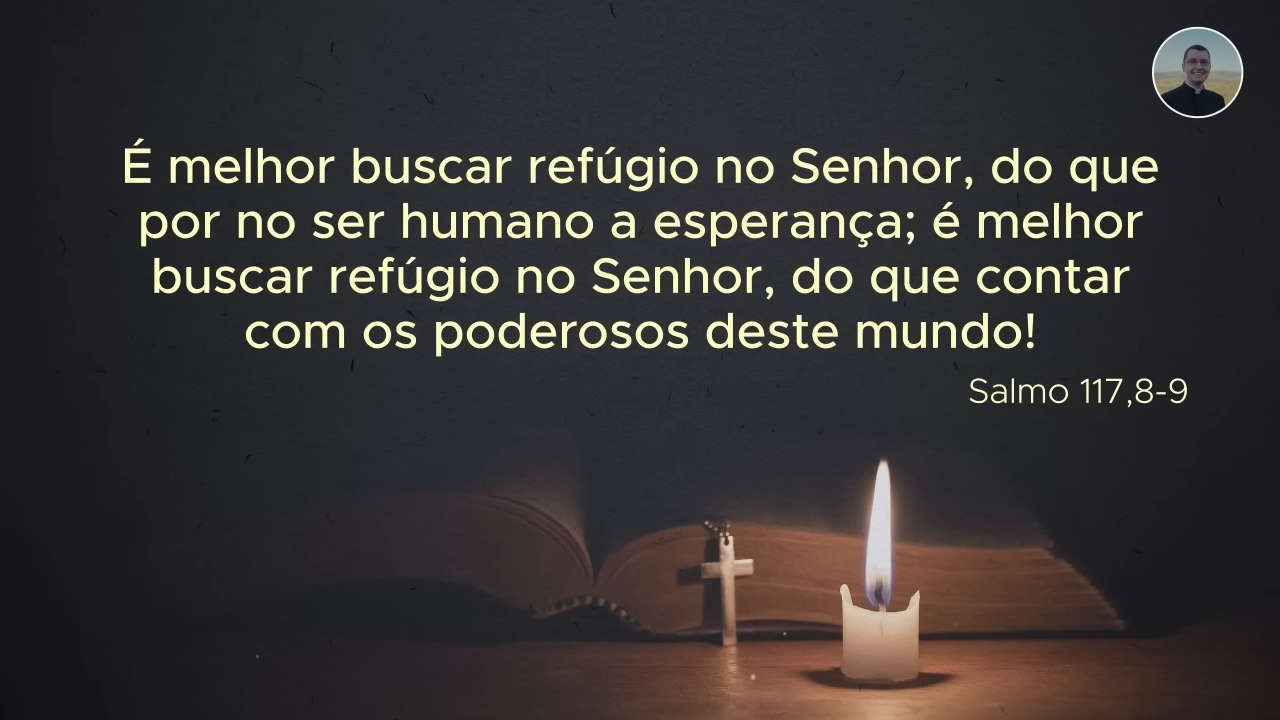 É melhor buscar refúgio no Senhor, do que
por no ser humano a esperança; é melhor
buscar refúgio no Senhor, do que contar
com os poderosos deste mundo!
Salmo 117,8-9